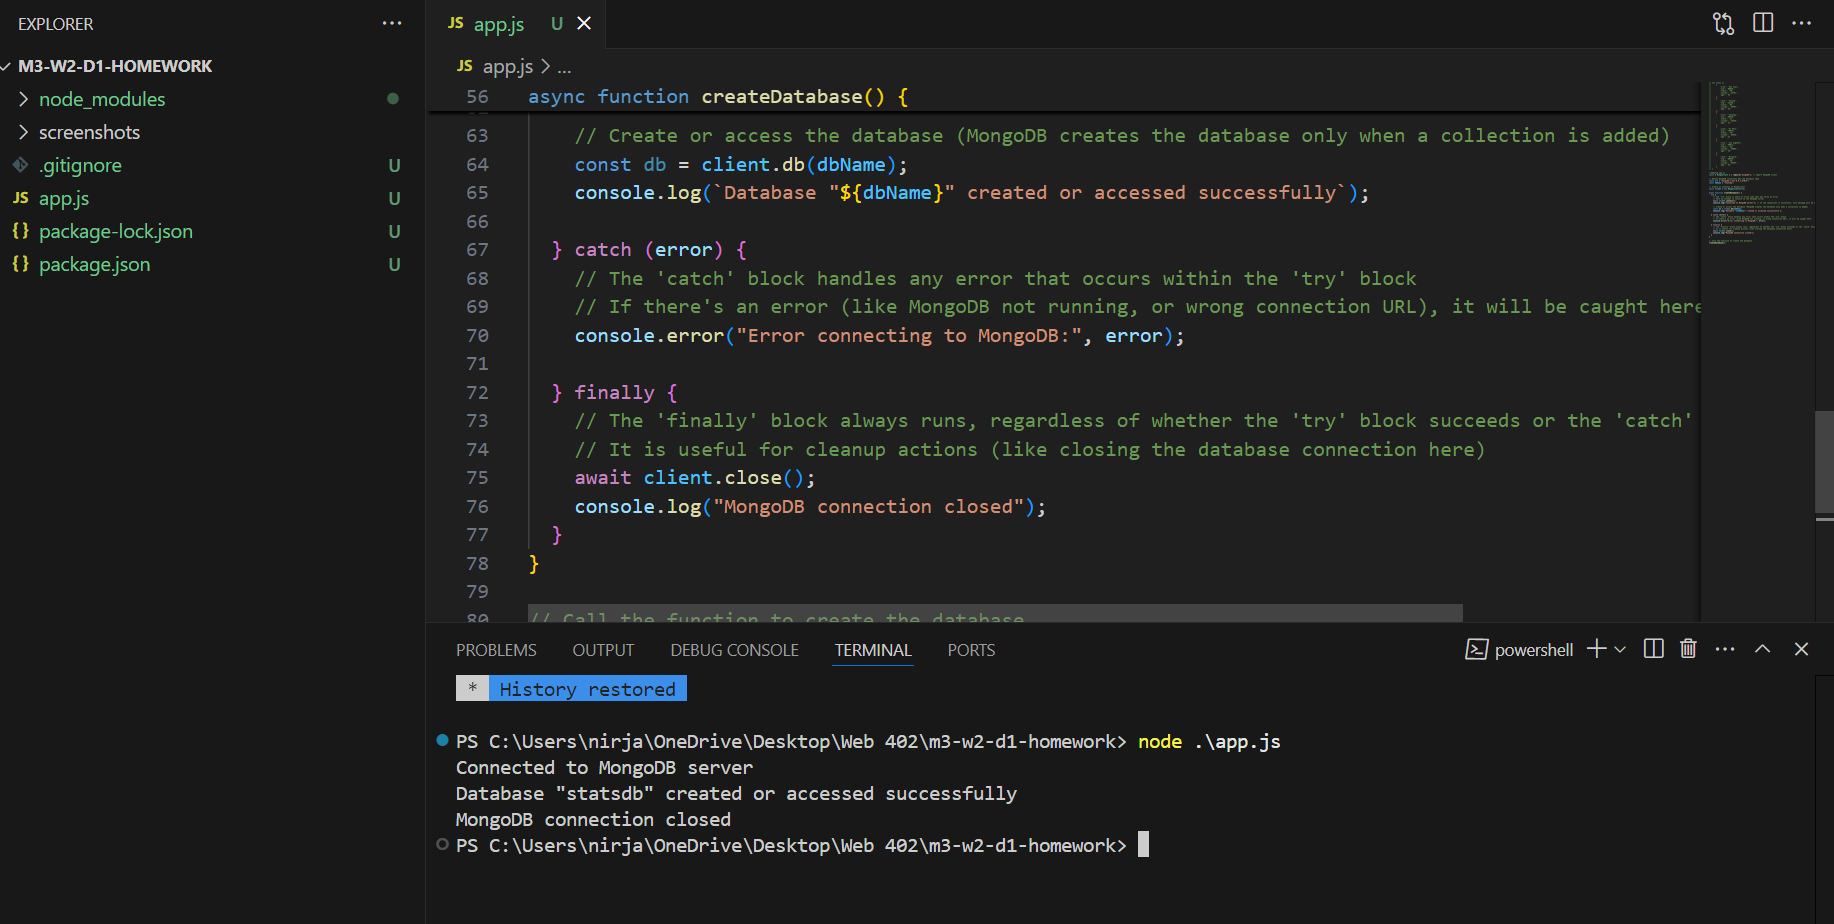 EXPLORER
M3-W2-D1-HOMEWORK
node_modules
screenshots
.gitignore U
JS app.js U
{} package-lock.json U
{} package.json U
JS app.js U
JS app.js > ...
56 async function createDatabase() {
63 // Create or access the database (MongoDB creates the database only when a collection is added)
64 const db = client.db(dbName);
65 console.log(`Database "${dbName}" created or accessed successfully`);
66
67 } catch (error) {
68 // The 'catch' block handles any error that occurs within the 'try' block
69 // If there's an error (like MongoDB not running, or wrong connection URL), it will be caught here
70 console.error("Error connecting to MongoDB:", error);
71
72 } finally {
73 // The 'finally' block always runs, regardless of whether the 'try' block succeeds or the 'catch'
74 // It is useful for cleanup actions (like closing the database connection here)
75 await client.close();
76 console.log("MongoDB connection closed");
77 }
78 }
79
80 // Call the function to create the database
PROBLEMS OUTPUT DEBUG CONSOLE TERMINAL PORTS powershell
* History restored
PS C:\Users\nirja\OneDrive\Desktop\Web 402\m3-w2-d1-homework> node .\app.js
Connected to MongoDB server
Database "statsdb" created or accessed successfully
MongoDB connection closed
PS C:\Users\nirja\OneDrive\Desktop\Web 402\m3-w2-d1-homework>